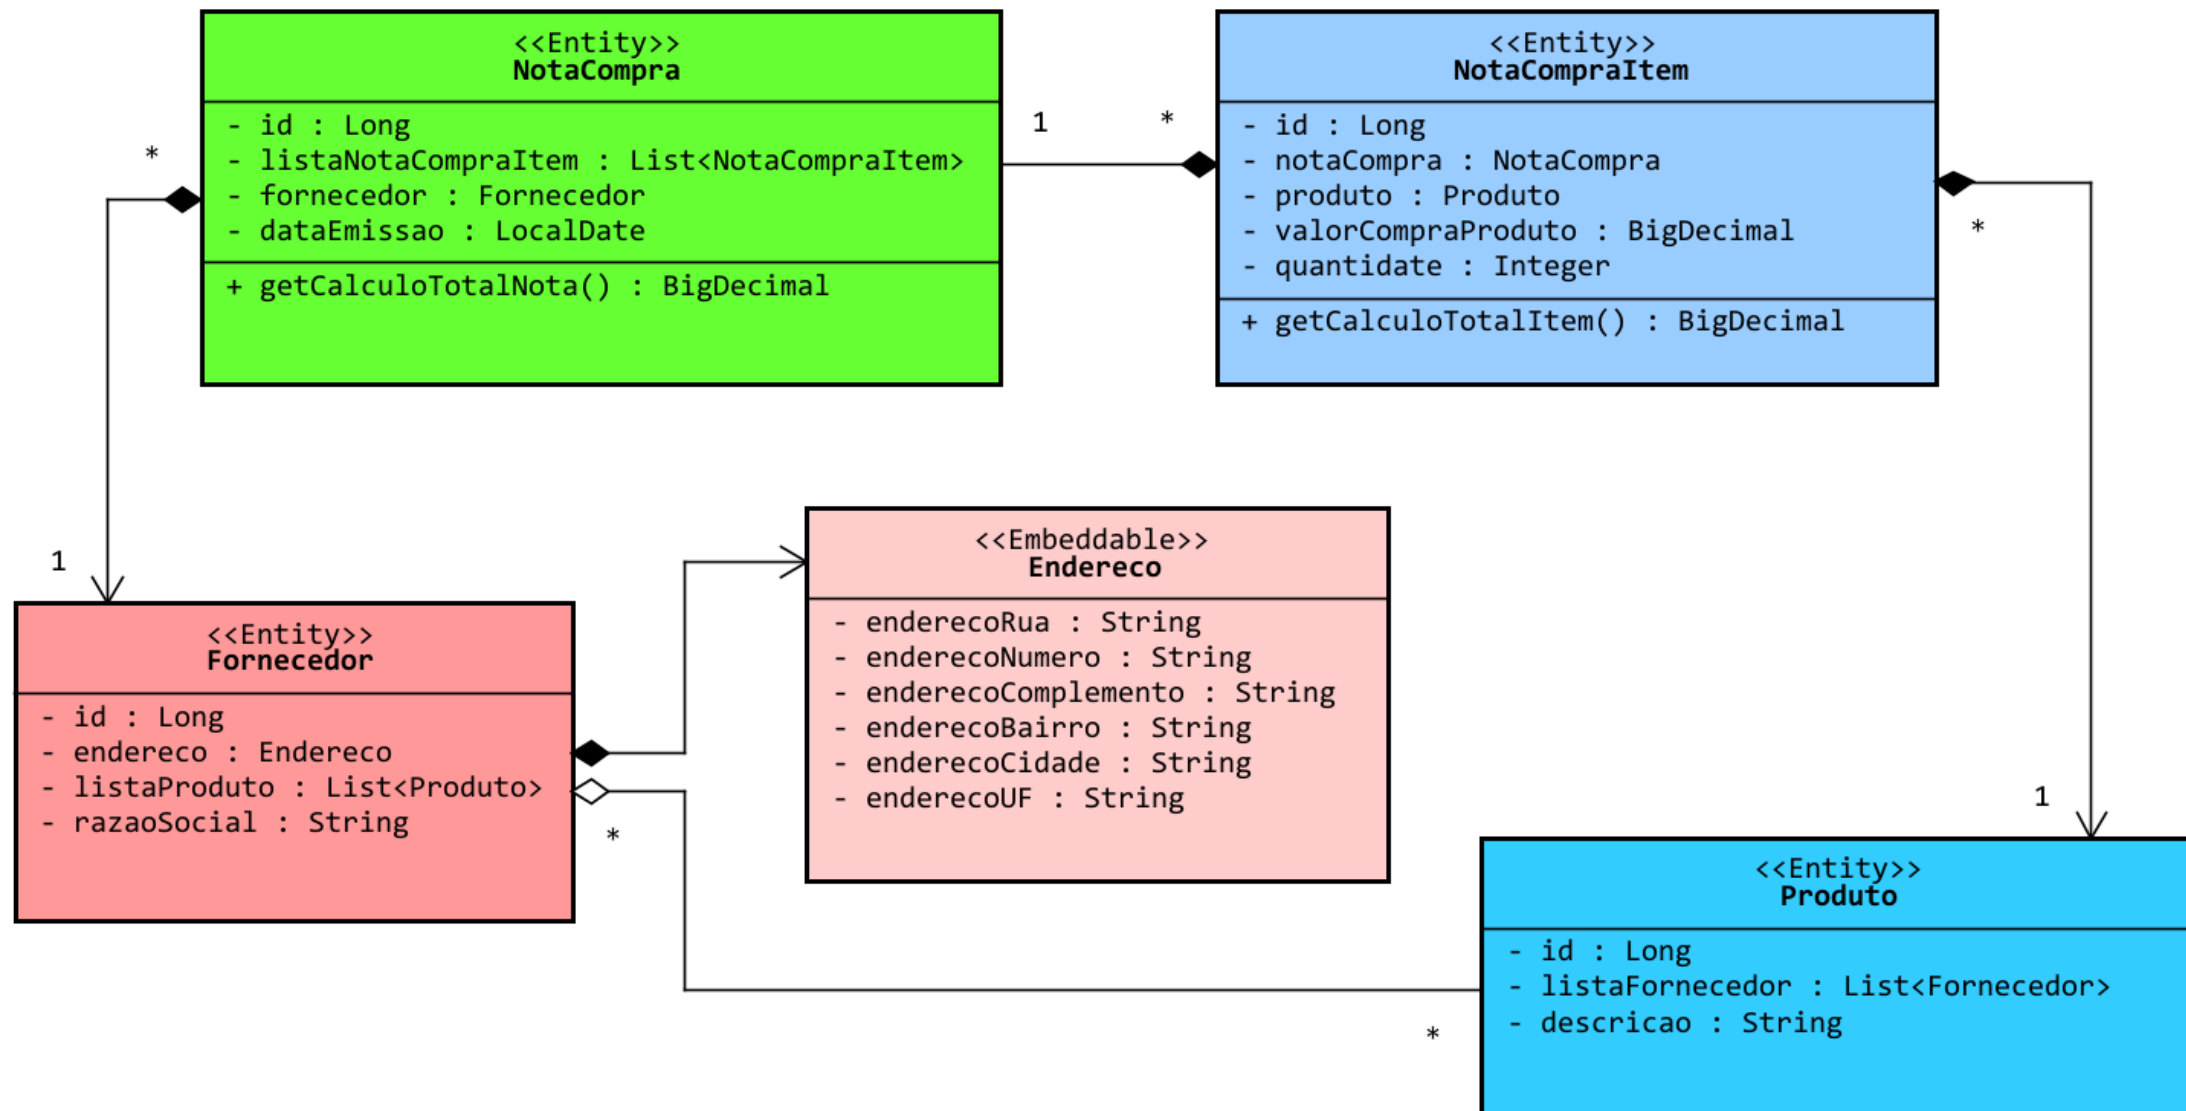 <<Entity>>
NotaCompra
- id : Long
- listaNotaCompraItem : List<NotaCompraItem>
- fornecedor : Fornecedor
- dataEmissao : LocalDate
+ getCalculoTotalNota() : BigDecimal
*
1
*
<<Entity>>
NotaCompraItem
- id : Long
- notaCompra : NotaCompra
- produto : Produto
- valorCompraProduto : BigDecimal
- quantidate : Integer
+ getCalculoTotalItem() : BigDecimal
*
1
<<Entity>>
Fornecedor
- id : Long
- endereco : Endereco
- listaProduto : List<Produto>
- razaoSocial : String
*
<<Embeddable>>
Endereco
- enderecoRua : String
- enderecoNumero : String
- enderecoComplemento : String
- enderecoBairro : String
- enderecoCidade : String
- enderecoUF : String
1
*
<<Entity>>
Produto
- id : Long
- listaFornecedor : List<Fornecedor>
- descricao : String